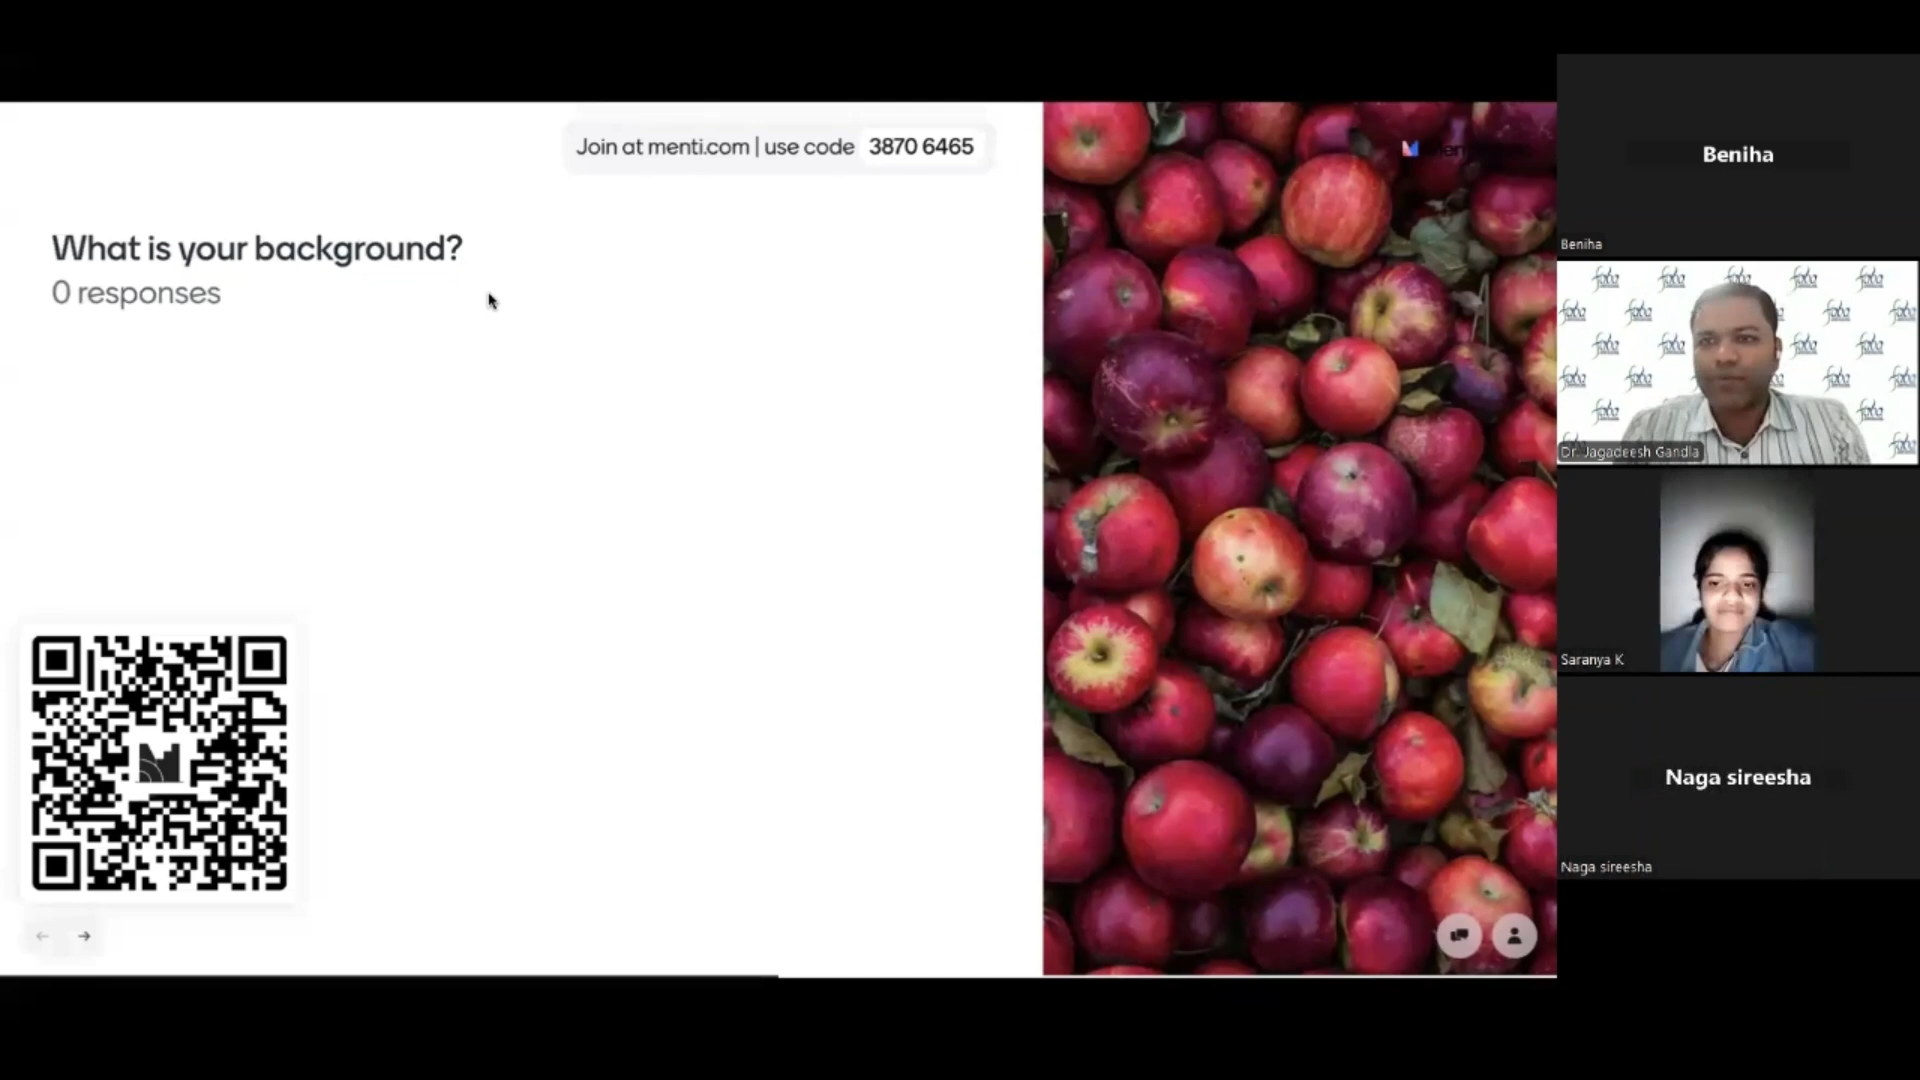 Join at menti.com | use code 3870 6465
What is your background?
0 responses
Beniha
Beniha
Dr. Jagadeesh Gandla
Saranya K
Naga sireesha
Naga sireesha